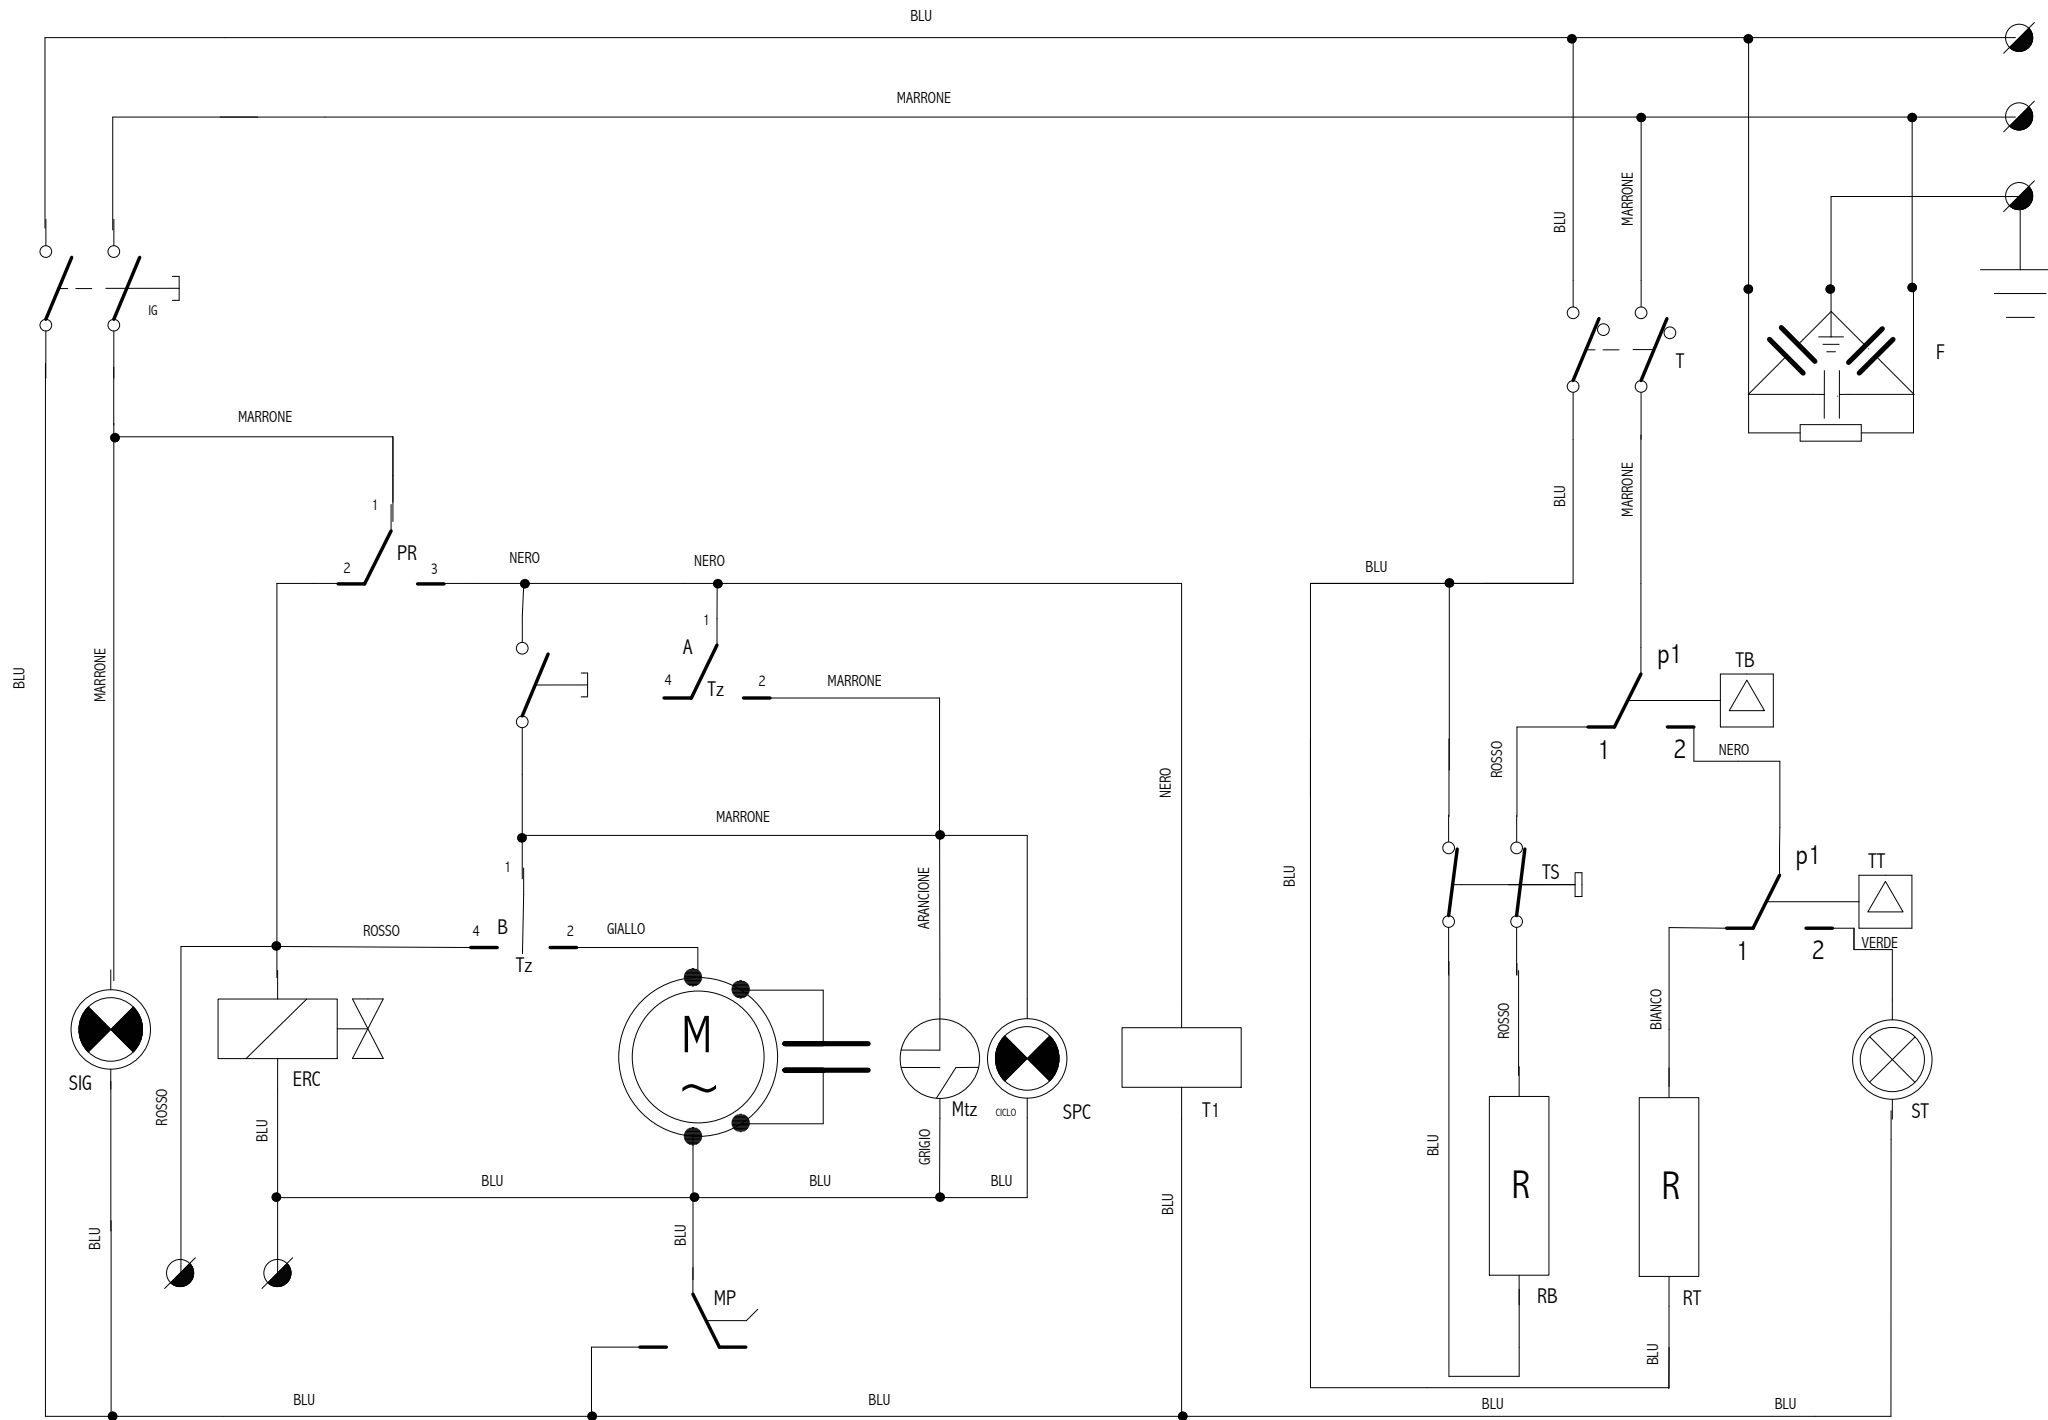 BLU
MARRONE
MARRONE
BLU
IG
F
T
MARRONE
BLU
MARRONE
1
PR
2
3
NERO
NERO
BLU
1
A
4
Tz
2
MARRONE
p1
TB
BLU
MARRONE
1
2
NERO
ROSSO
NERO
MARRONE
p1
TT
1
TS
BLU
ARANCIONE
ROSSO
4
B
2
GIALLO
Tz
1
2
VERDE
M
~
BIANCO
ROSSO
SIG
ERC
ROSSO
Mtz
CICLO
SPC
T1
ST
BLU
GRIGIO
BLU
BLU
BLU
BLU
R
R
BLU
BLU
BLU
MP
RB
RT
BLU
BLU
BLU
BLU
BLU